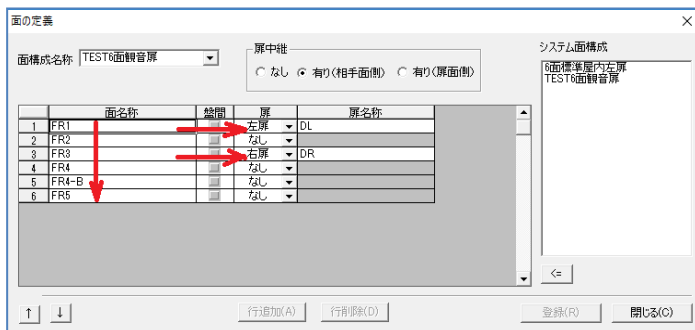 面の定義
面構成名称 TEST6面観音扉
扉中継
なし 有り(相手面側) 有り(扉面側)
システム面構成
6面標準屋内左扉
TEST6面観音扉
面名称 盤間 扉 扉名称
1 FR1 左扉 DL
2 FR2 なし
3 FR3 右扉 DR
4 FR4 なし
5 FR4-B なし
6 FR5 なし
<=
↑ ↓ 行追加(A) 行削除(D) 登録(R) 閉じる(C)